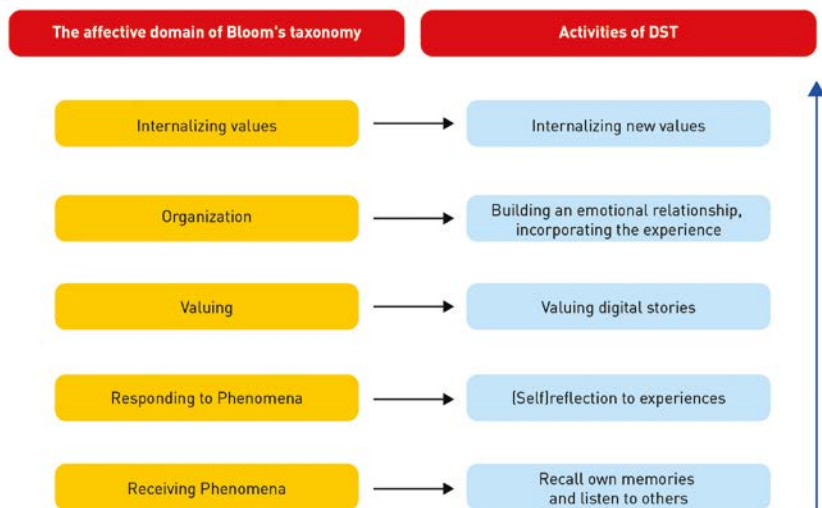 The affective domain of Bloom's taxonomy
Activities of DST
Internalizing values
Internalizing new values
Organization
Building an emotional relationship,
incorporating the experience
Valuing
Valuing digital stories
Responding to Phenomena
(Self)reflection to experiences
Receiving Phenomena
Recall own memories
and listen to others